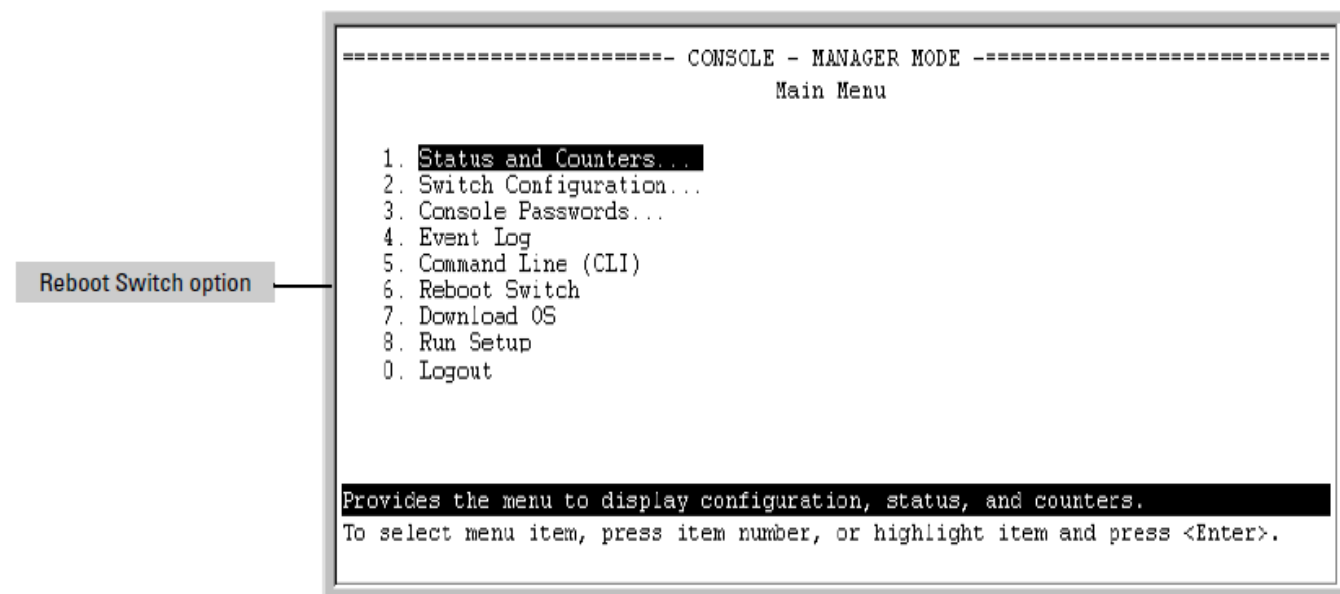 ===========================- CONSOLE - MANAGER MODE -=============================
Main Menu
1. Status and Counters...
2. Switch Configuration...
3. Console Passwords...
4. Event Log
5. Command Line (CLI)
Reboot Switch option
6. Reboot Switch
7. Download OS
8. Run Setup
0. Logout
Provides the menu to display configuration, status, and counters.
To select menu item, press item number, or highlight item and press <Enter>.